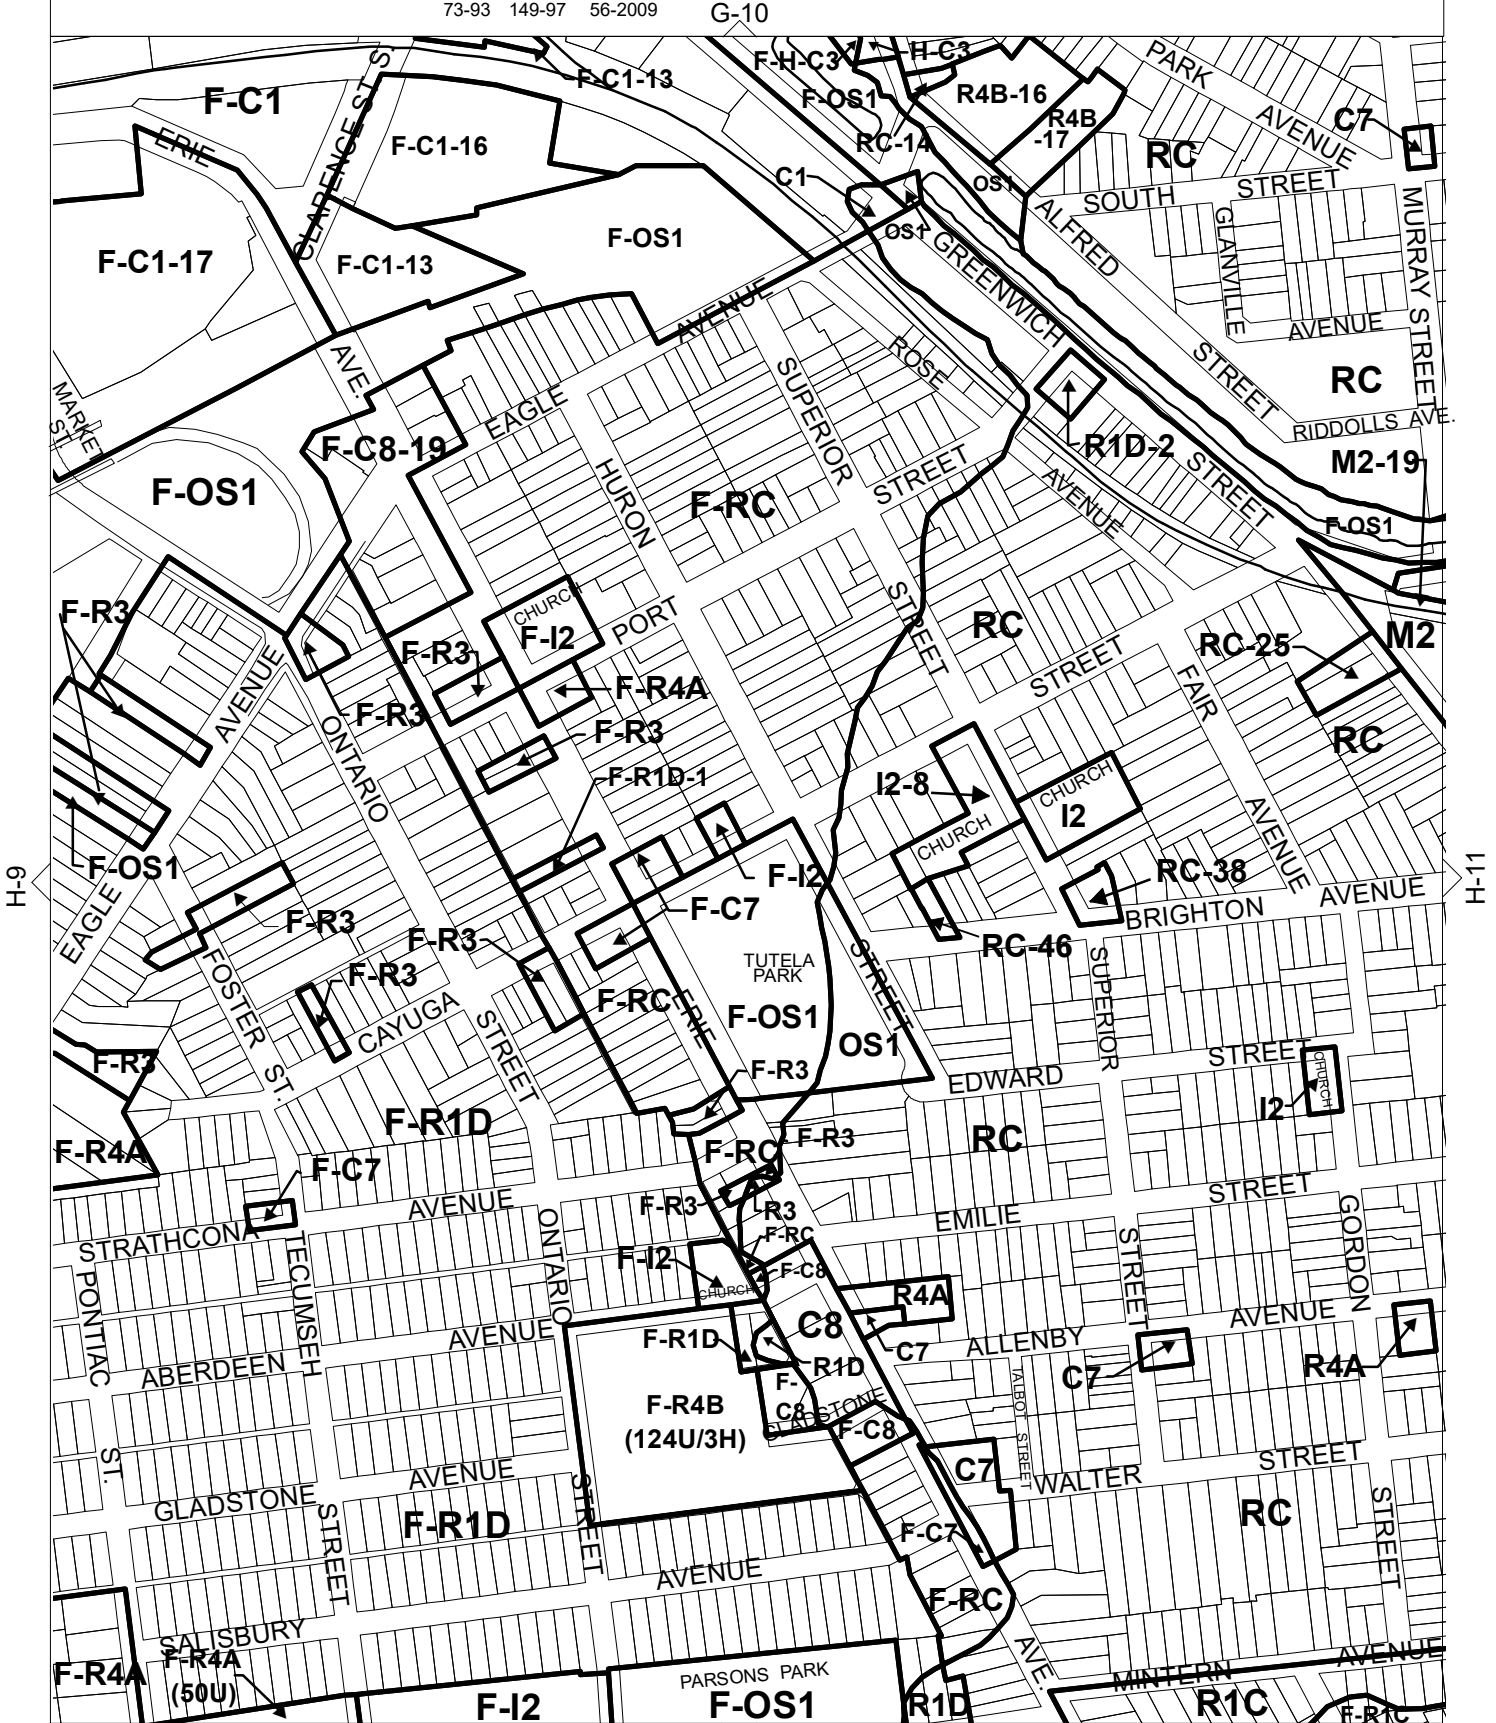 73-93 149-97 56-2009 G-10
F-H-C3 H-C3
PARK
F-C1-13
F-C1
CLARENCE ST S
F-OS1
R4B-16
R4B
-17
C7
ERIE
F-C1-16
RC-14
RC
AVENUE
C1
OS1
SOUTH STREET
MURRAY STREET
F-C1-17
F-C1-13
F-OS1
OS1
GREENWICH
ALFRED
GLANVILLE
AVENUE
AVENUE
AVE.
ROSE
SUPERIOR
STREET
RC
MARKET
ST.
EAGLE
RIDDOLLS AVE.
F-C8-19
R1D-2
M2-19
F-OS1
HURON
F-RC
STREET
AVENUE
STREET
F-OS1
F-R3
CHURCH
F-I2
PORT
STREET
RC
M2
F-R3
RC-25
STREET
F-R4A
FAIR
AVENUE
F-R3
ONTARIO
F-R3
RC
F-R1D-1
I2-8
CHURCH
I2
CHURCH
AVENUE
H-9
F-OS1
F-I2
RC-38
AVENUE
H-11
EAGLE
F-R3
F-C7
BRIGHTON
F-R3
RC-46
FOSTER
F-R3
TUTELA
PARK
STREET
SUPERIOR
F-RC
ERIE
F-OS1
CAYUGA
STREET
OS1
F-R3
ST.
F-R3
EDWARD
STREET
CHURCH
I2
F-R1D
F-R4A
F-RC
F-R3
RC
F-C7
AVENUE
F-R3
R3
EMILIE
STREET
STRATHCONA
F-RC
GORDON
PONTIAC
TECUMSEH
ONTARIO
F-I2
CHURCH
F-C8
STREET
R4A
AVENUE
F-R1D
C8
C7
ALLENBY
AVENUE
ABERDEEN
R1D
C7
R4A
F-R4B
(124U/3H)
F-
C8
GLADSTONE
F-C8
TALBOT STREET
ST.
AVENUE
C7
WALTER
STREET
GLADSTONE
STREET
F-R1D
STREET
F-C7
RC
STREET
AVENUE
F-RC
SALISBURY
F-R4A
F-R4A
(50U)
AVE.
AVENUE
MINTERN
PARSONS PARK
F-I2
F-OS1
R1D
R1C
F-R1C